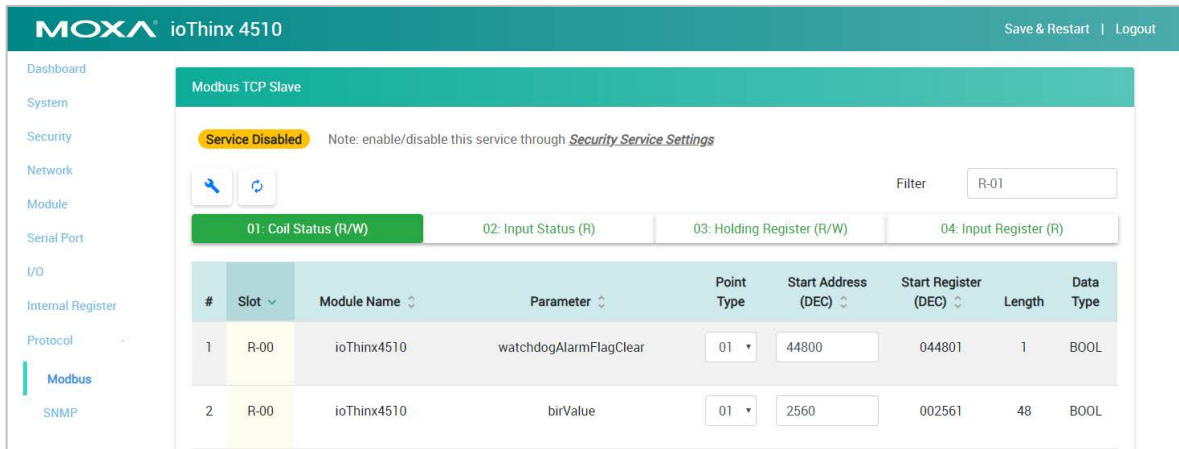 MOXA® ioThinx 4510
Save & Restart | Logout
Dashboard
System
Security
Network
Module
Serial Port
I/O
Internal Register
Protocol
Modbus
SNMP
Modbus TCP Slave
Service Disabled Note: enable/disable this service through Security Service Settings
Filter R-01
01: Coil Status (R/W) 02: Input Status (R) 03: Holding Register (R/W) 04: Input Register (R)
# Slot Module Name Parameter Point Type Start Address (DEC) Start Register (DEC) Length Data Type
1 R-00 ioThinx4510 watchdogAlarmFlagClear 01 44800 044801 1 BOOL
2 R-00 ioThinx4510 birValue 01 2560 002561 48 BOOL